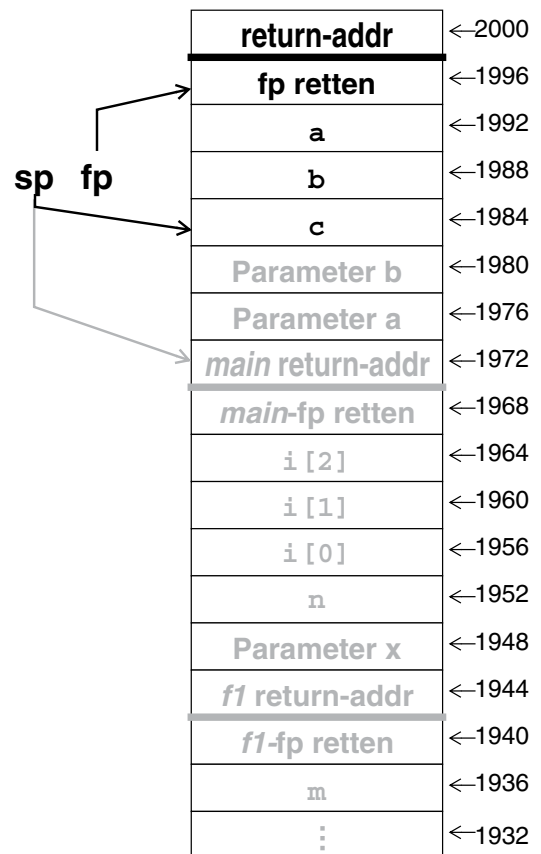 return-addr ←2000
fp retten ←1996
a ←1992
b ←1988
sp fp
c ←1984
Parameter b ←1980
Parameter a ←1976
main return-addr ←1972
main-fp retten ←1968
i[2] ←1964
i[1] ←1960
i[0] ←1956
n ←1952
Parameter x ←1948
f1 return-addr ←1944
f1-fp retten ←1940
m ←1936
⋮ ←1932